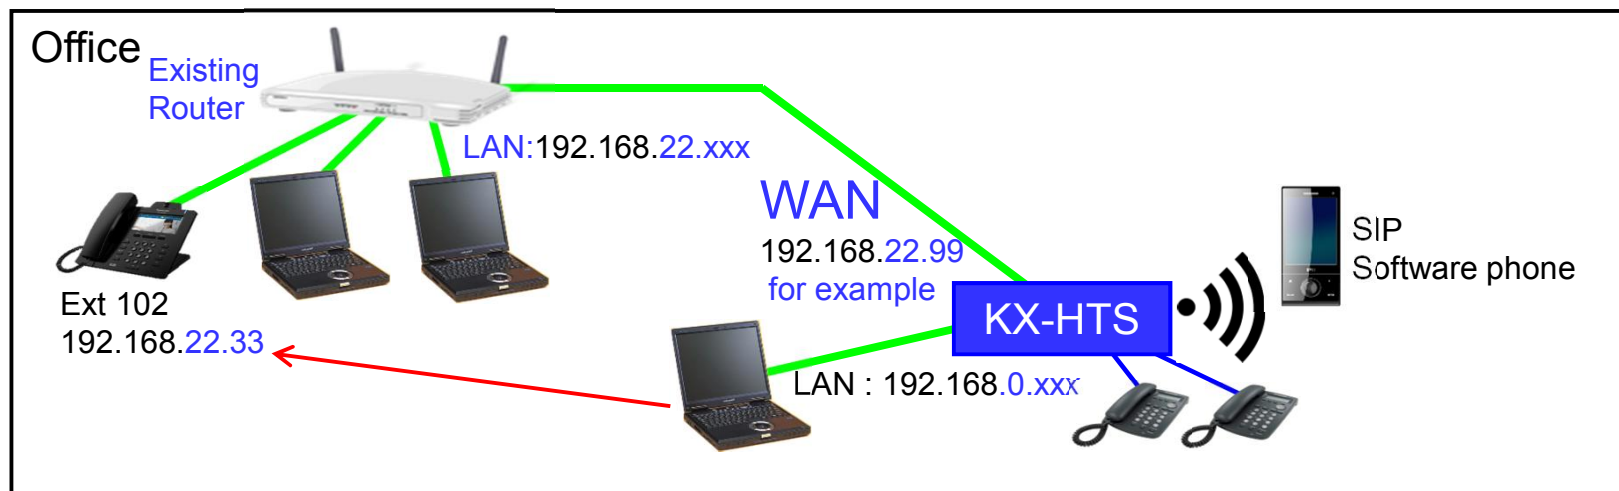 Office
Existing
Router
LAN:192.168.22.xxx
WAN
192.168.22.99
for example
SIP
Software phone
Ext 102
192.168.22.33
KX-HTS
LAN : 192.168.0.xxx